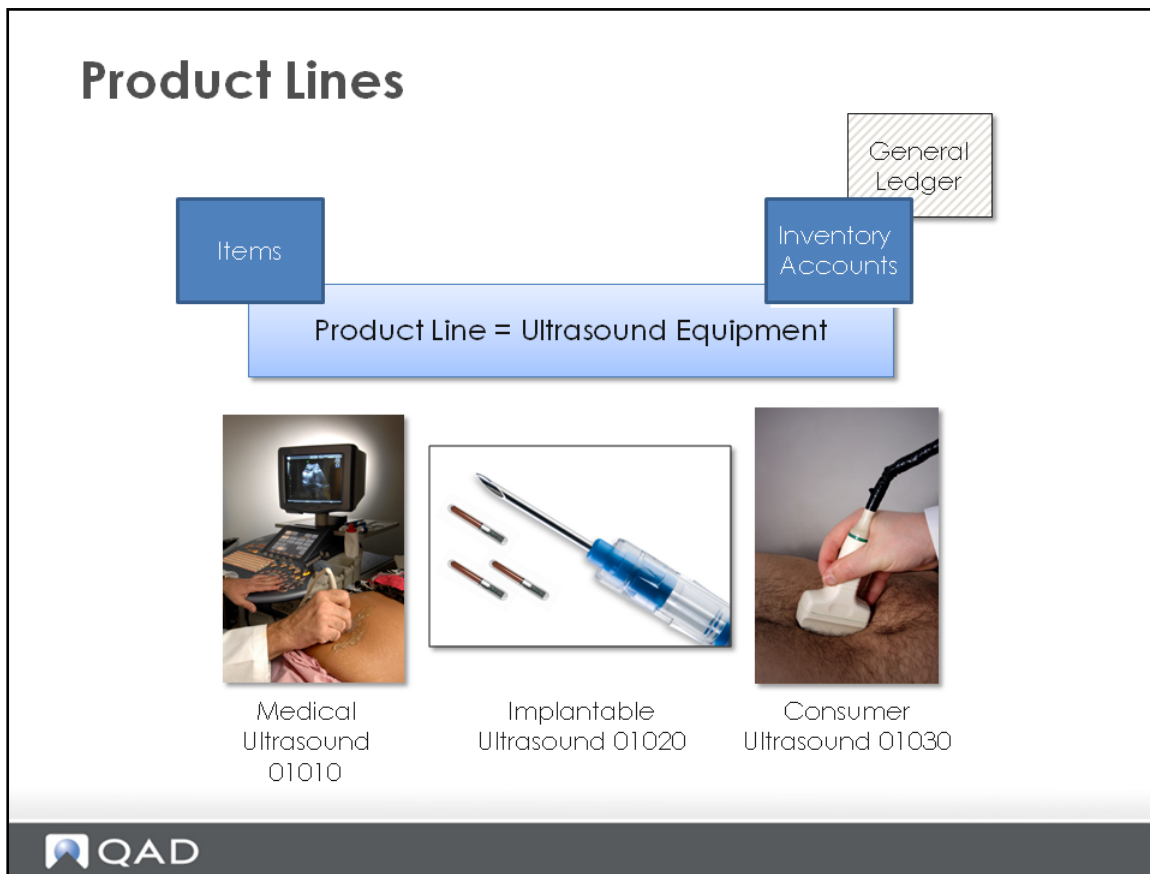 Product Lines
General
Ledger
Items
Inventory
Accounts
Product Line = Ultrasound Equipment
Medical
Ultrasound
01010
Implantable
Ultrasound 01020
Consumer
Ultrasound 01030
QAD